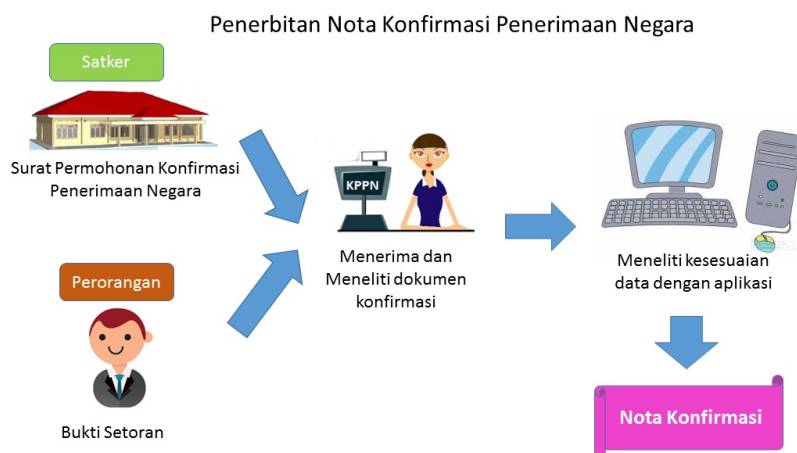 Penerbitan Nota Konfirmasi Penerimaan Negara
Satker
Surat Permohonan Konfirmasi
Penerimaan Negara
KPPN
Menerima dan
Meneliti dokumen
konfirmasi
Meneliti kesesuaian
data dengan aplikasi
Perorangan
Bukti Setoran
Nota Konfirmasi